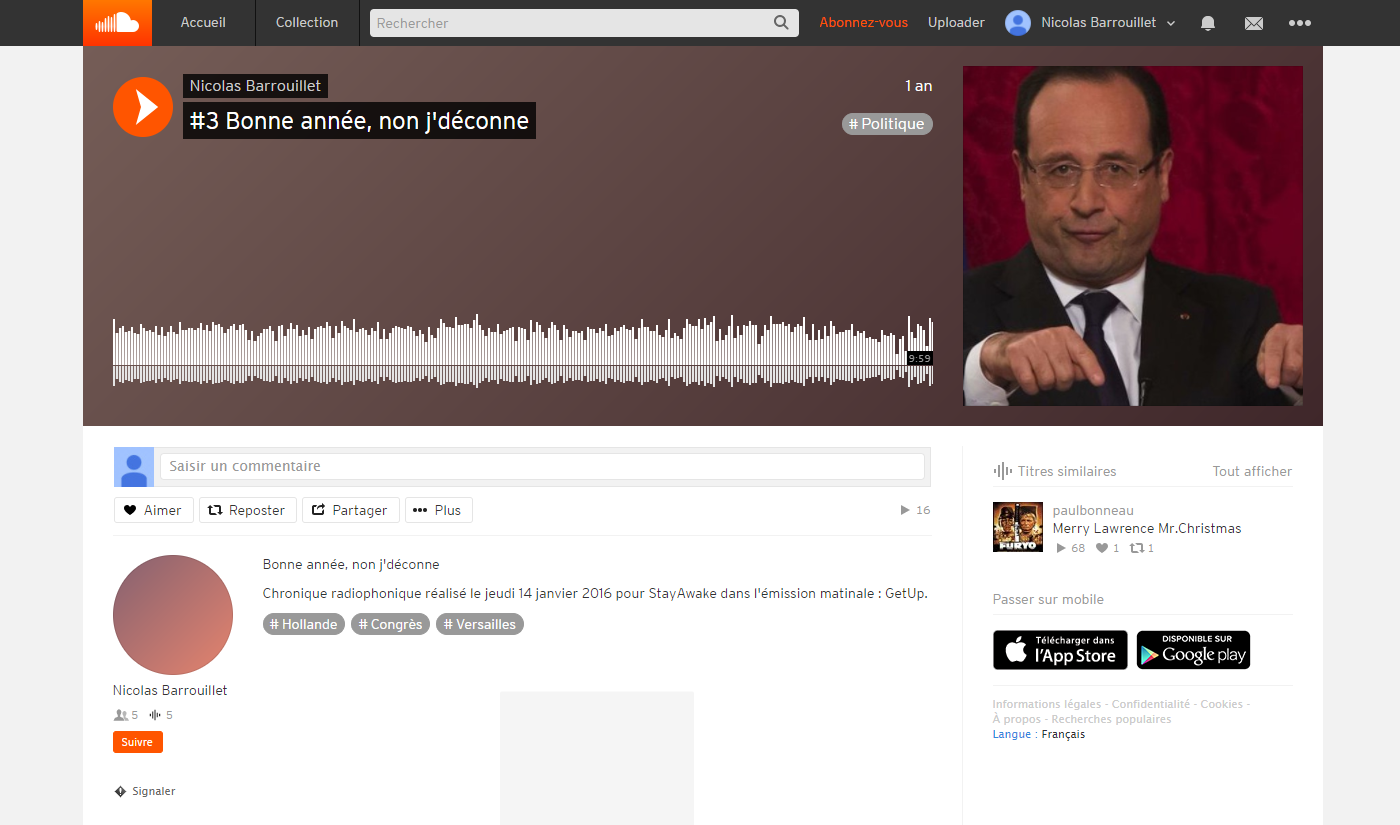 Accueil
Collection
Rechercher
Abonnez-vous
Uploader
Nicolas Barrouillet
Nicolas Barrouillet
1 an
#3 Bonne année, non j'déconne
# Politique
9:59
Saisir un commentaire
Aimer
Reposter
Partager
Plus
16
Bonne année, non j'déconne
Chronique radiophonique réalisé le jeudi 14 janvier 2016 pour StayAwake dans l'émission matinale : GetUp.
# Hollande
# Congrès
# Versailles
Nicolas Barrouillet
5 5
Suivre
Signaler
Titres similaires
Tout afficher
FURYO
paulbonneau
Merry Lawrence Mr.Christmas
68 1 1
Passer sur mobile
Télécharger dans
l'App Store
DISPONIBLE SUR
Google play
Informations légales - Confidentialité - Cookies -
À propos - Recherches populaires
Langue : Français